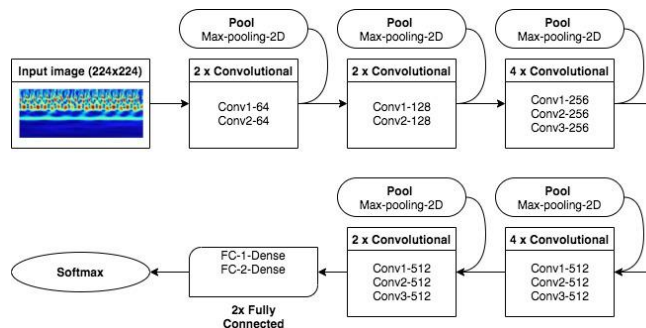 Pool
Max-pooling-2D
Pool
Max-pooling-2D
Pool
Max-pooling-2D
Input image (224x224)
2 x Convolutional
2 x Convolutional
4 x Convolutional
Conv1-64
Conv2-64
Conv1-128
Conv2-128
Conv1-256
Conv2-256
Conv3-256
Pool
Max-pooling-2D
Pool
Max-pooling-2D
Softmax
FC-1-Dense
FC-2-Dense
2x Fully
Connected
2 x Convolutional
Conv1-512
Conv2-512
Conv3-512
4 x Convolutional
Conv1-512
Conv2-512
Conv3-512